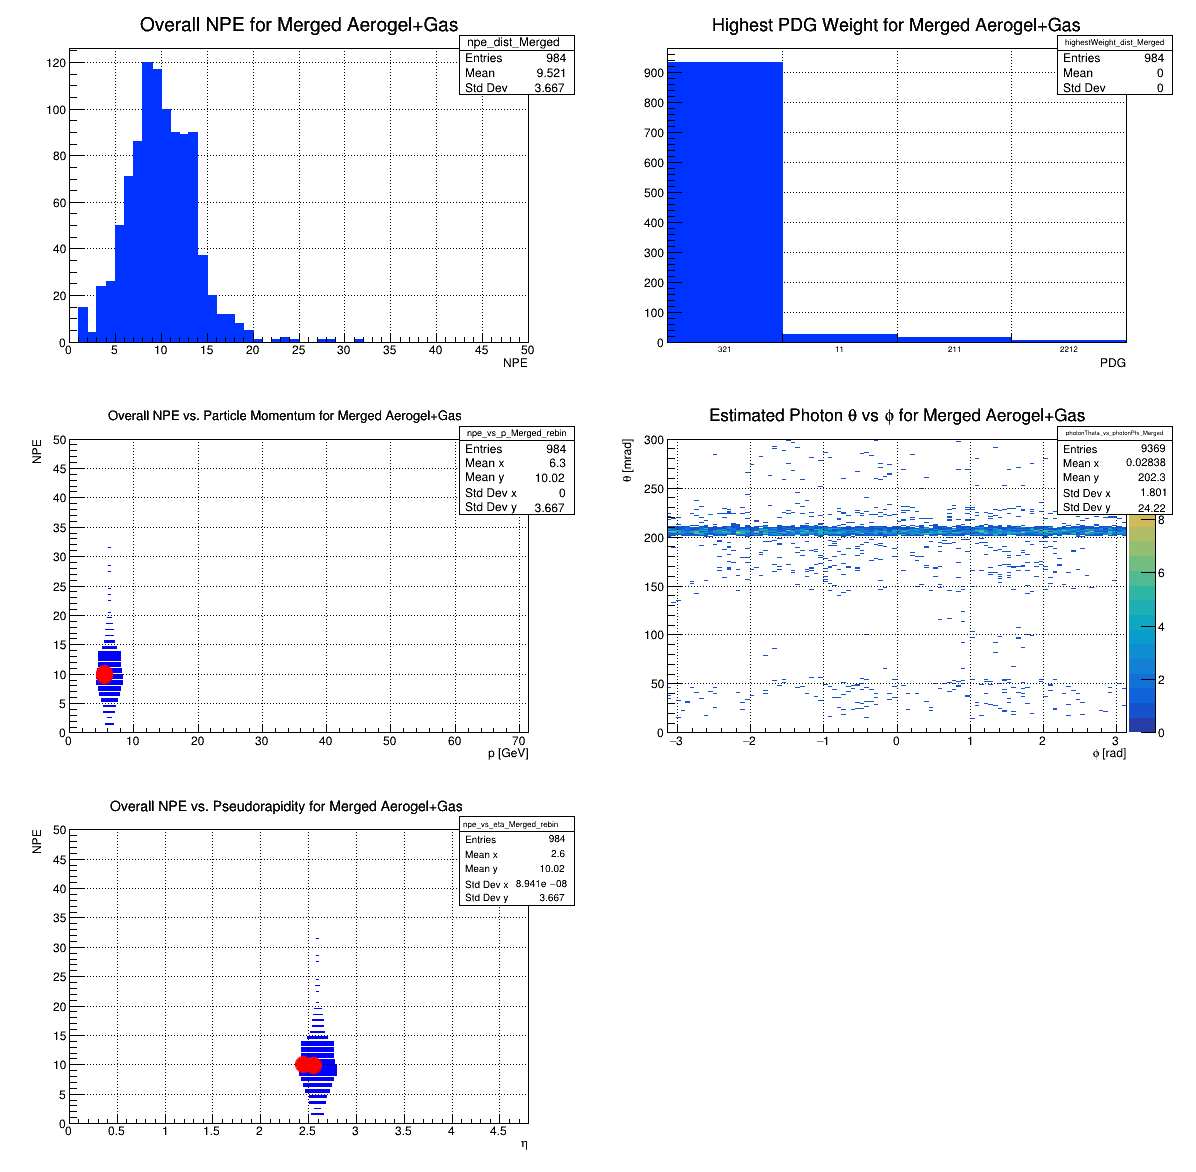 Overall NPE for Merged Aerogel+Gas
npe_dist_Merged
Entries 984
Mean 9.521
Std Dev 3.667
120
100
80
60
40
20
0
0 5 10 15 20 25 30 35 40 45 50
NPE
Highest PDG Weight for Merged Aerogel+Gas
highestWeight_dist_Merged
Entries 984
Mean 0
Std Dev 0
900
800
700
600
500
400
300
200
100
0
321 11 211 2212
PDG
Overall NPE vs. Particle Momentum for Merged Aerogel+Gas
npe_vs_p_Merged_rebin
Entries 984
Mean x 6.3
Mean y 10.02
Std Dev x 0
Std Dev y 3.667
NPE
50
45
40
35
30
25
20
15
10
5
0
0 10 20 30 40 50 60 70
p [GeV]
Estimated Photon θ vs ϕ for Merged Aerogel+Gas
photonTheta_vs_photonPhi_Merged
Entries 9369
Mean x 0.02838
Mean y 202.3
Std Dev x 1.801
Std Dev y 24.22
θ [mrad]
300
250
200
150
100
50
0
−3 −2 −1 0 1 2 3
ϕ [rad]
8
6
4
2
0
Overall NPE vs. Pseudorapidity for Merged Aerogel+Gas
npe_vs_eta_Merged_rebin
Entries 984
Mean x 2.6
Mean y 10.02
Std Dev x 8.941e −08
Std Dev y 3.667
NPE
50
45
40
35
30
25
20
15
10
5
0
0 0.5 1 1.5 2 2.5 3 3.5 4 4.5
η